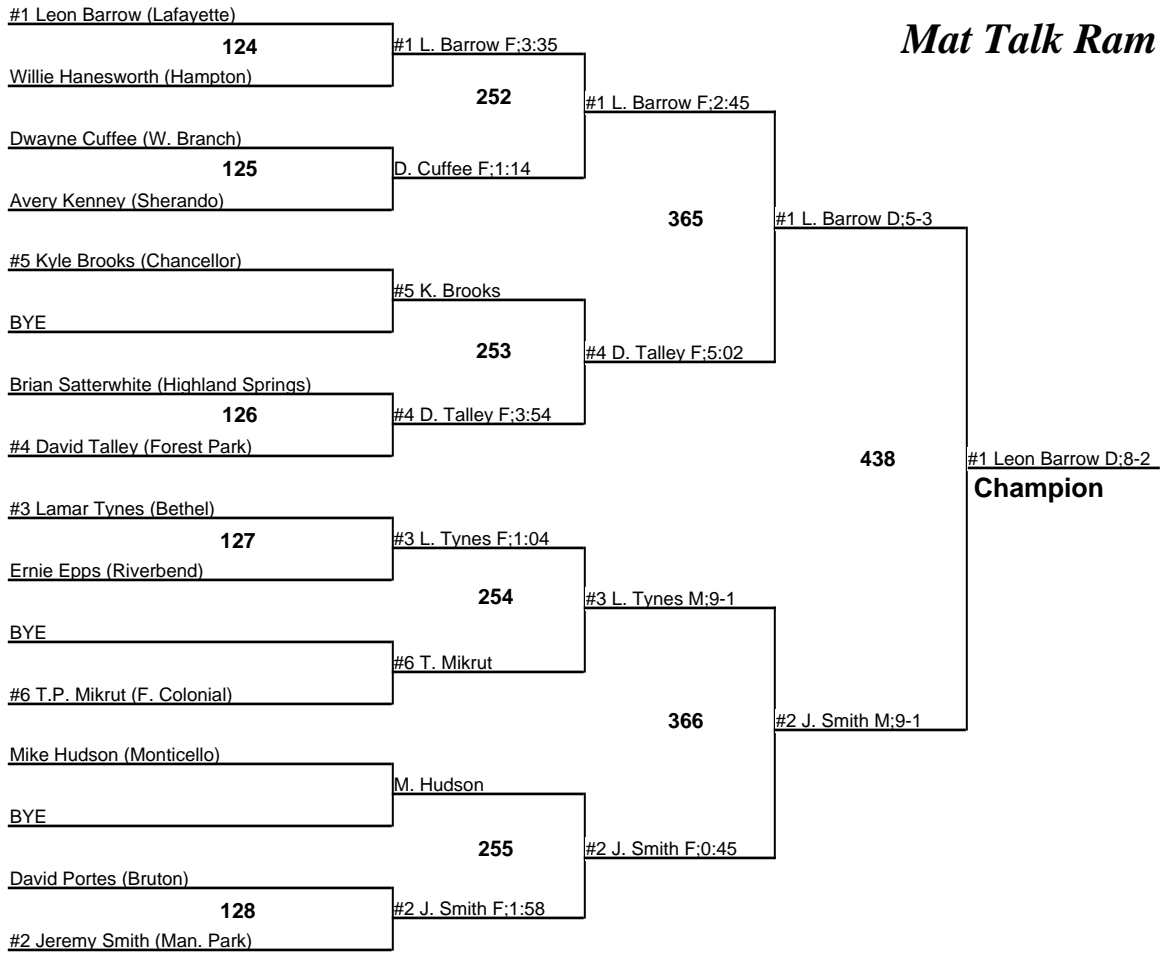 #1 Leon Barrow (Lafayette)
Mat Talk Ram
124
#1 L. Barrow F;3:35
Willie Hanesworth (Hampton)
252
#1 L. Barrow F;2:45
Dwayne Cuffee (W. Branch)
125
D. Cuffee F;1:14
Avery Kenney (Sherando)
365
#1 L. Barrow D;5-3
#5 Kyle Brooks (Chancellor)
#5 K. Brooks
BYE
253
#4 D. Talley F;5:02
Brian Satterwhite (Highland Springs)
126
#4 D. Talley F;3:54
#4 David Talley (Forest Park)
438
#1 Leon Barrow D;8-2
Champion
#3 Lamar Tynes (Bethel)
127
#3 L. Tynes F;1:04
Ernie Epps (Riverbend)
254
#3 L. Tynes M;9-1
BYE
#6 T. Mikrut
#6 T.P. Mikrut (F. Colonial)
366
#2 J. Smith M;9-1
Mike Hudson (Monticello)
M. Hudson
BYE
255
#2 J. Smith F;0:45
David Portes (Bruton)
128
#2 J. Smith F;1:58
#2 Jeremy Smith (Man. Park)